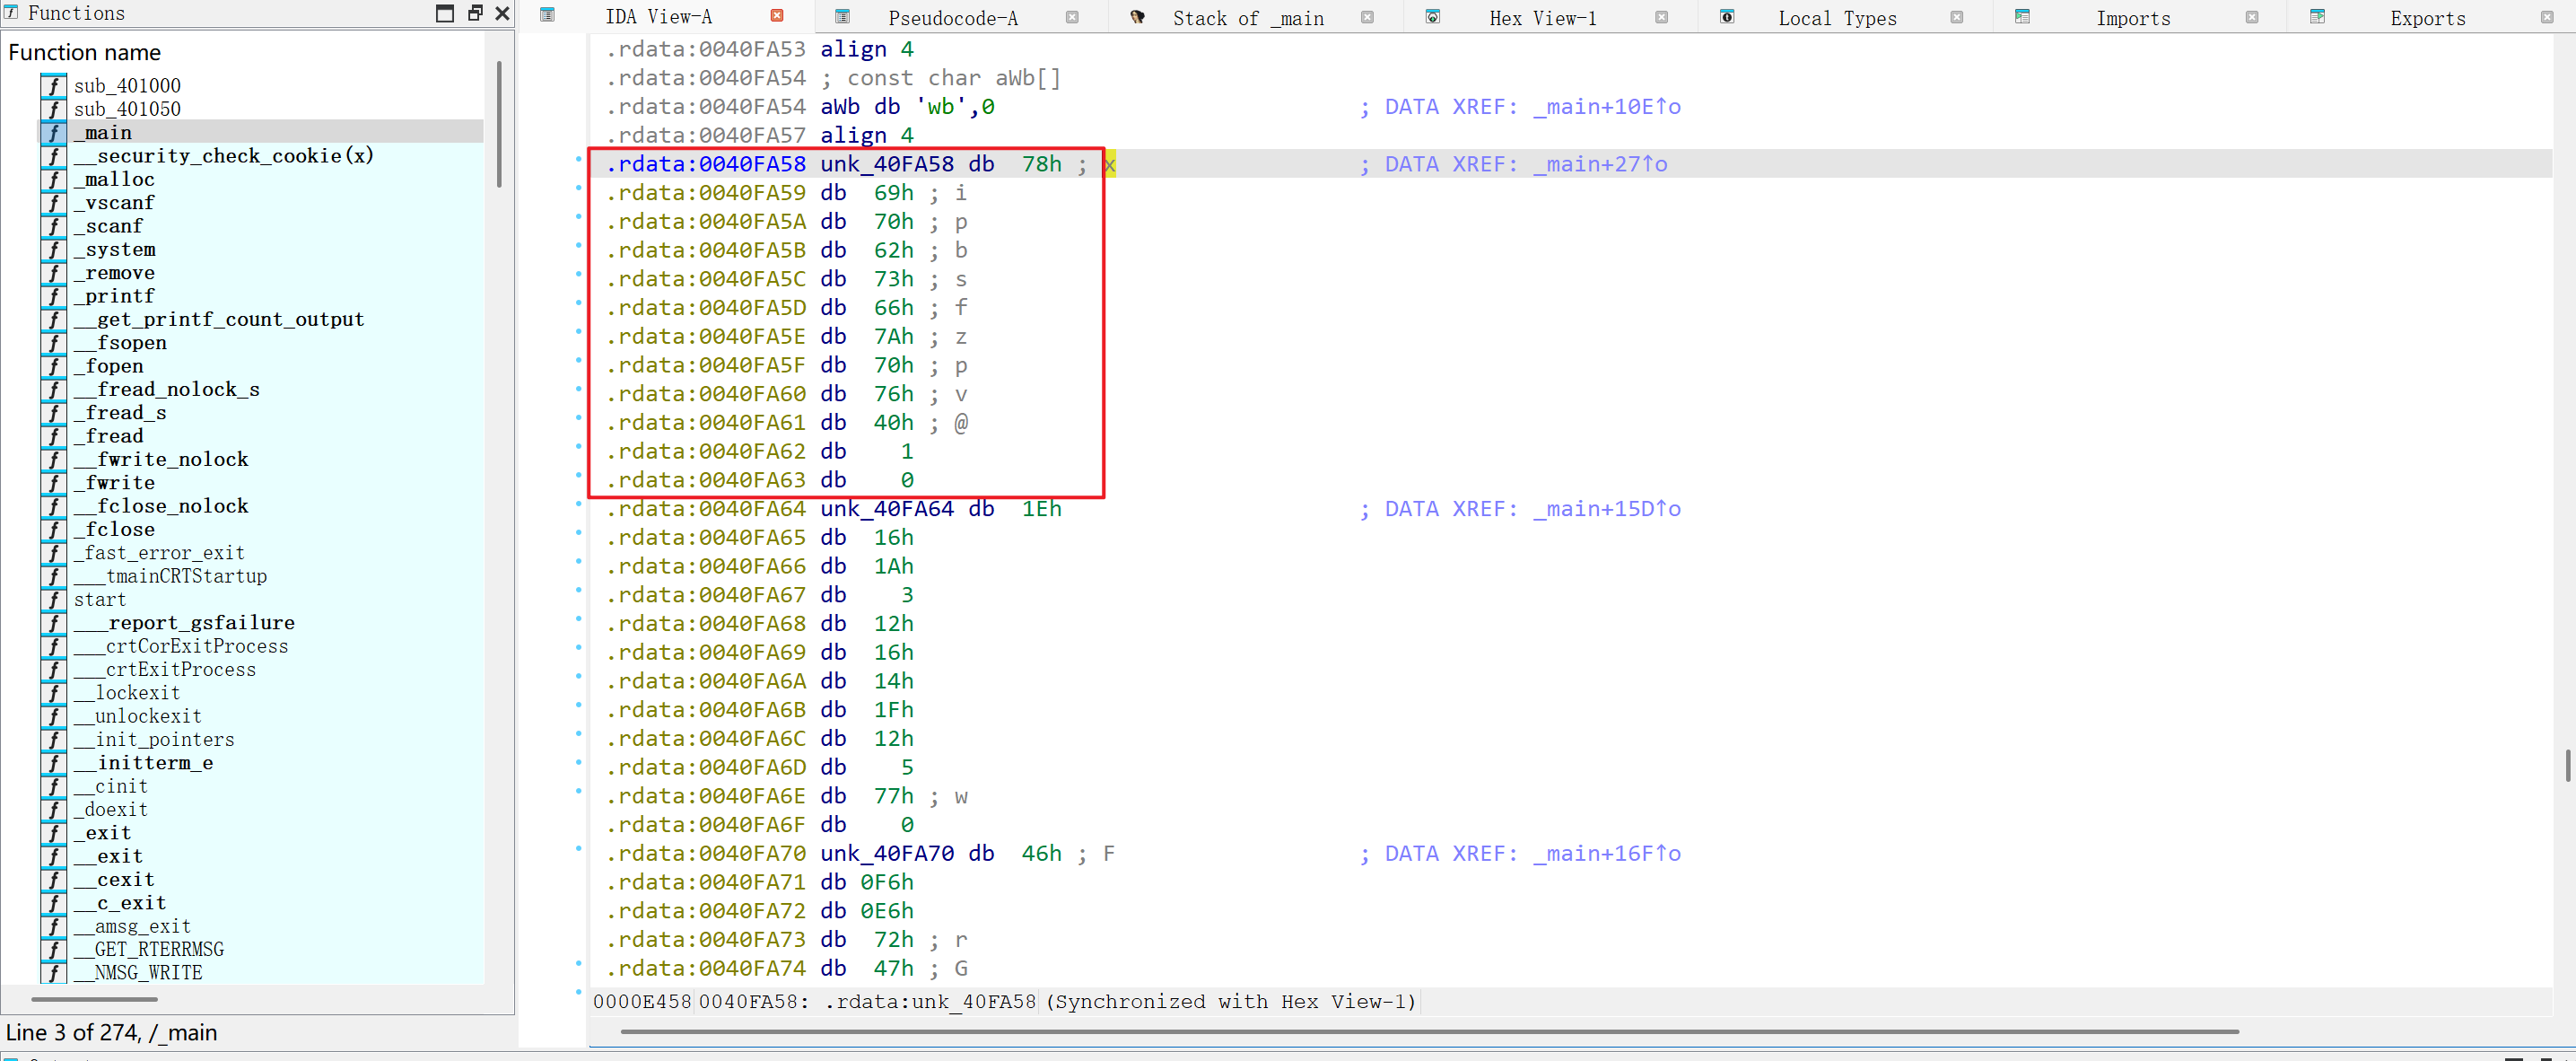 Functions
IDA View-A
Pseudocode-A
Stack of _main
Hex View-1
Local Types
Imports
Exports
Function name
sub_401000
sub_401050
_main
__security_check_cookie(x)
_malloc
_vscanf
_scanf
_system
_remove
_printf
__get_printf_count_output
__fsopen
_fopen
__fread_nolock_s
_fread_s
_fread
__fwrite_nolock
_fwrite
__fclose_nolock
_fclose
_fast_error_exit
___tmainCRTStartup
start
___report_gsfailure
___crtCorExitProcess
___crtExitProcess
__lockexit
__unlockexit
__init_pointers
__initterm_e
__cinit
_doexit
_exit
__exit
__cexit
__c_exit
__amsg_exit
__GET_RTERRMSG
__NMSG_WRITE
Line 3 of 274, /_main
.rdata:0040FA53 align 4
.rdata:0040FA54 ; const char aWb[]
.rdata:0040FA54 aWb db 'wb',0 ; DATA XREF: _main+10E↑o
.rdata:0040FA57 align 4
.rdata:0040FA58 unk_40FA58 db 78h ; x ; DATA XREF: _main+27↑o
.rdata:0040FA59 db 69h ; i
.rdata:0040FA5A db 70h ; p
.rdata:0040FA5B db 62h ; b
.rdata:0040FA5C db 73h ; s
.rdata:0040FA5D db 66h ; f
.rdata:0040FA5E db 7Ah ; z
.rdata:0040FA5F db 70h ; p
.rdata:0040FA60 db 76h ; v
.rdata:0040FA61 db 40h ; @
.rdata:0040FA62 db 1
.rdata:0040FA63 db 0
.rdata:0040FA64 unk_40FA64 db 1Eh ; DATA XREF: _main+15D↑o
.rdata:0040FA65 db 16h
.rdata:0040FA66 db 1Ah
.rdata:0040FA67 db 3
.rdata:0040FA68 db 12h
.rdata:0040FA69 db 16h
.rdata:0040FA6A db 14h
.rdata:0040FA6B db 1Fh
.rdata:0040FA6C db 12h
.rdata:0040FA6D db 5
.rdata:0040FA6E db 77h ; w
.rdata:0040FA6F db 0
.rdata:0040FA70 unk_40FA70 db 46h ; F ; DATA XREF: _main+16F↑o
.rdata:0040FA71 db 0F6h
.rdata:0040FA72 db 0E6h
.rdata:0040FA73 db 72h ; r
.rdata:0040FA74 db 47h ; G
0000E458 0040FA58: .rdata:unk_40FA58 (Synchronized with Hex View-1)